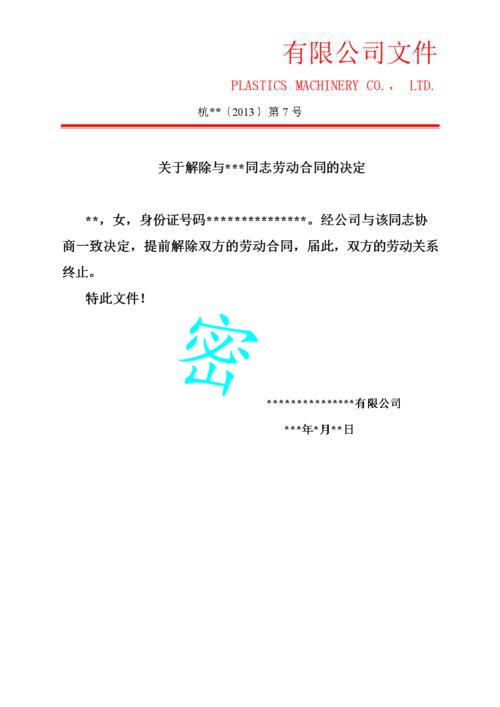 有限公司文件
PLASTICS MACHINERY CO., LTD.
杭**〔2013〕第7号
关于解除与***同志劳动合同的决定
**，女，身份证号码***************。经公司与该同志协
商一致决定，提前解除双方的劳动合同，届此，双方的劳动关系
终止。
特此文件！
密
***************有限公司
***年*月**日